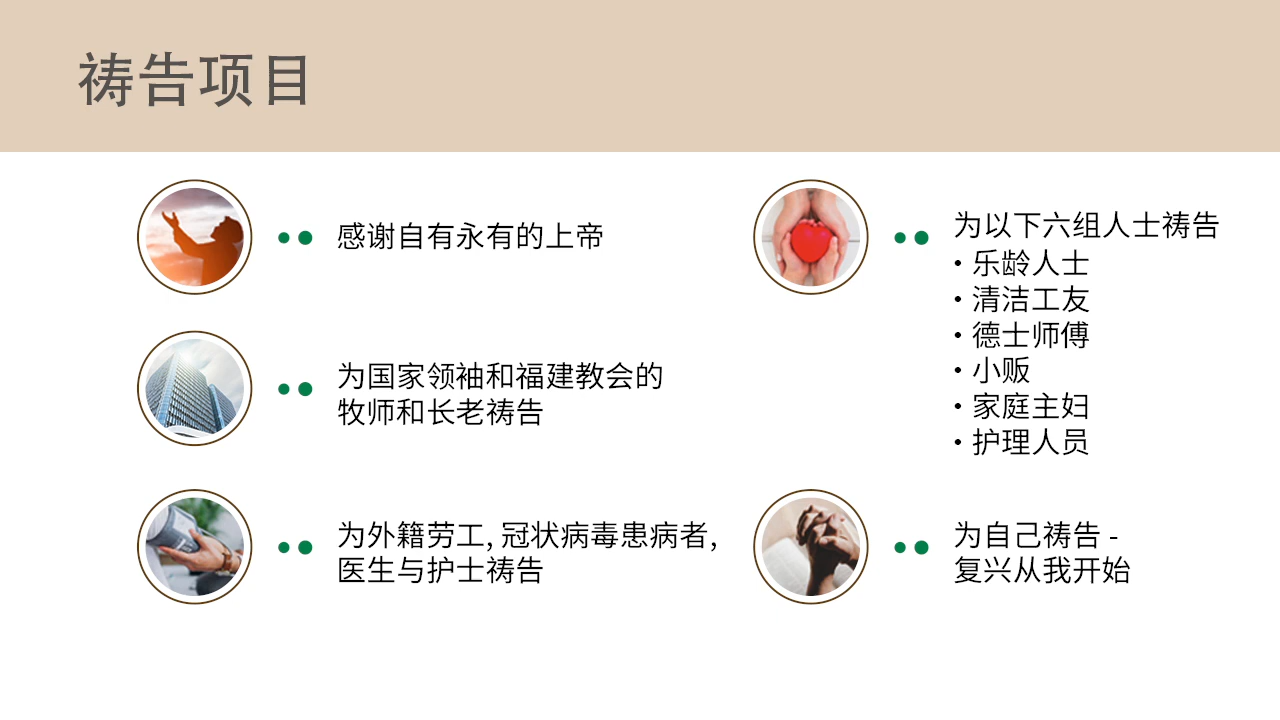 祷告项目
感谢自有永有的上帝
为国家领袖和福建教会的
牧师和长老祷告
为外籍劳工, 冠状病毒患病者,
医生与护士祷告
为以下六组人士祷告
• 乐龄人士
• 清洁工友
• 德士师傅
• 小贩
• 家庭主妇
• 护理人员
为自己祷告 -
复兴从我开始